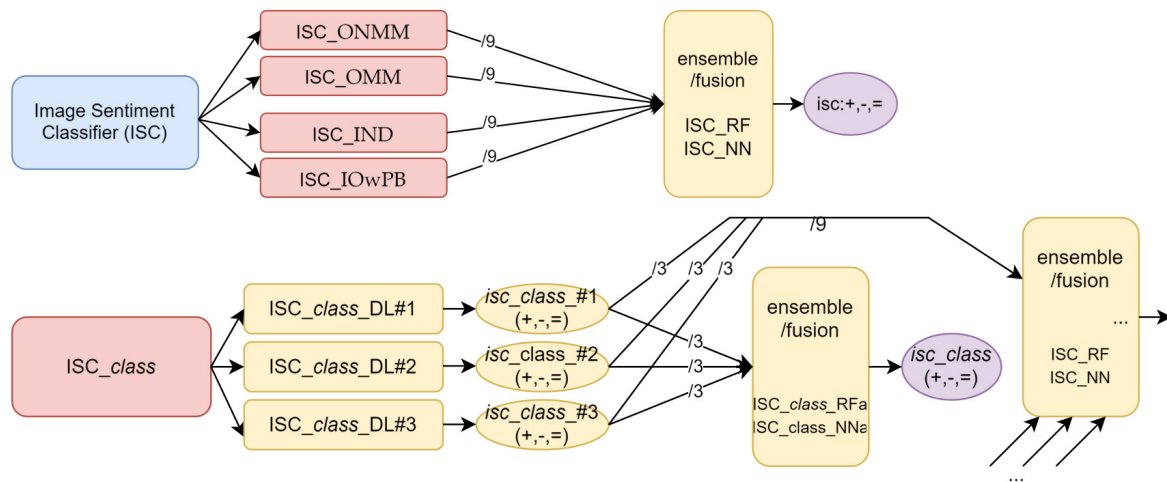 ISC_ONMM
ISC_OMM
ISC_IND
ISC_IOwPB
Image Sentiment
Classifier (ISC)
/9
/9
/9
/9
ensemble
/fusion
ISC_RF
ISC_NN
isc:+,-,=
ISC_class
ISC_class_DL#1
ISC_class_DL#2
ISC_class_DL#3
isc_class_#1
(+,-,=)
isc_class_#2
(+,-,=)
isc_class_#3
(+,-,=)
/3
/3
/3
/3
/3
/3
/9
ensemble
/fusion
ISC_class_RFa
ISC_class_NNa
isc_class
(+,-,=)
ensemble
/fusion
...
ISC_RF
ISC_NN
...